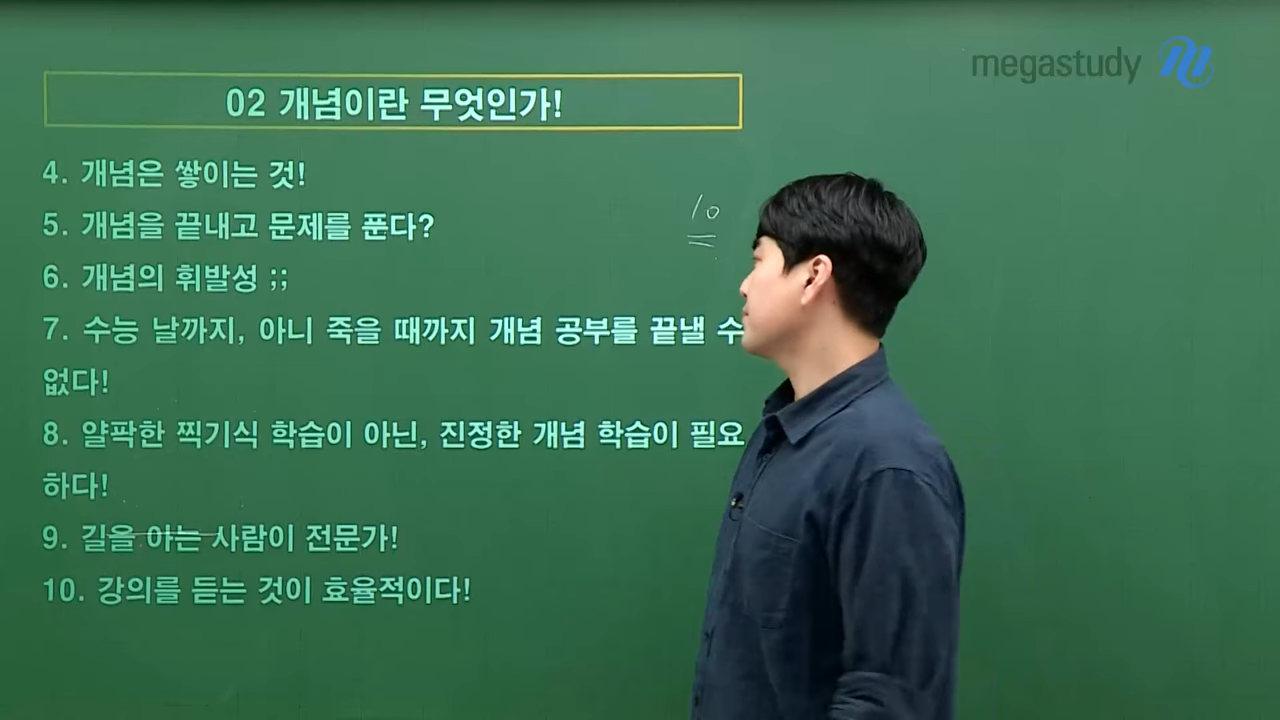 megastudy
02 개념이란 무엇인가!
4. 개념은 쌓이는 것!
5. 개념을 끝내고 문제를 푼다?
6. 개념의 휘발성 ;;
7. 수능 날까지, 아니 죽을 때까지 개념 공부를 끝낼 수
없다!
8. 얄팍한 찍기식 학습이 아닌, 진정한 개념 학습이 필요
하다!
9. 길을 아는 사람이 전문가!
10. 강의를 듣는 것이 효율적이다!
10